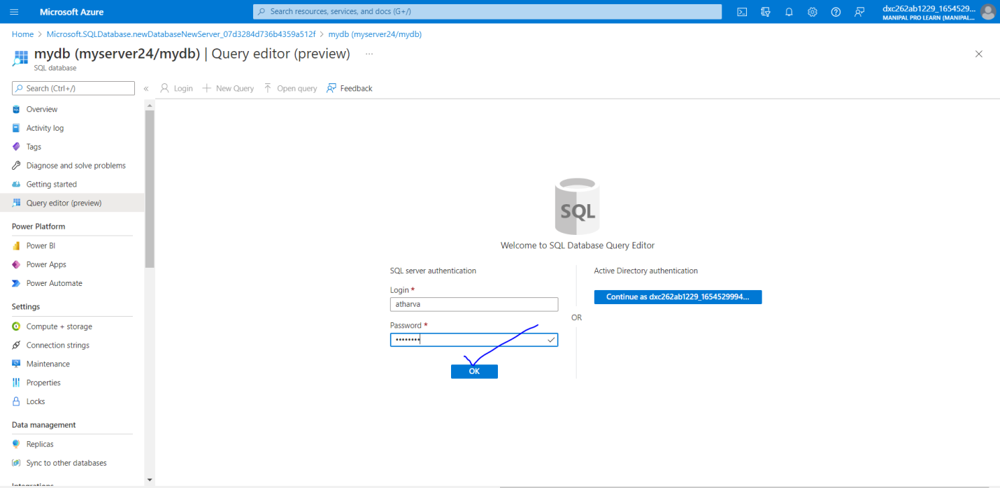 Microsoft Azure
Search resources, services, and docs (G+/)
dxc262ab1229_1654529...
MANIPAL PRO LEARN (MANIPAL...
Home > Microsoft.SQLDatabase.newDatabaseNewServer_07d3284d736b4359a512f > mydb (myserver24/mydb)
mydb (myserver24/mydb) | Query editor (preview) ...
SQL database
Search (Ctrl+/)
«
Login
New Query
Open query
Feedback
Overview
Activity log
Tags
Diagnose and solve problems
Getting started
Query editor (preview)
Power Platform
Power BI
Power Apps
Power Automate
Settings
Compute + storage
Connection strings
Maintenance
Properties
Locks
Data management
Replicas
Sync to other databases
Integrations
SQL
Welcome to SQL Database Query Editor
SQL server authentication
Login *
atharva
Password *
••••••••
OK
OR
Active Directory authentication
Continue as dxc262ab1229_1654529994...